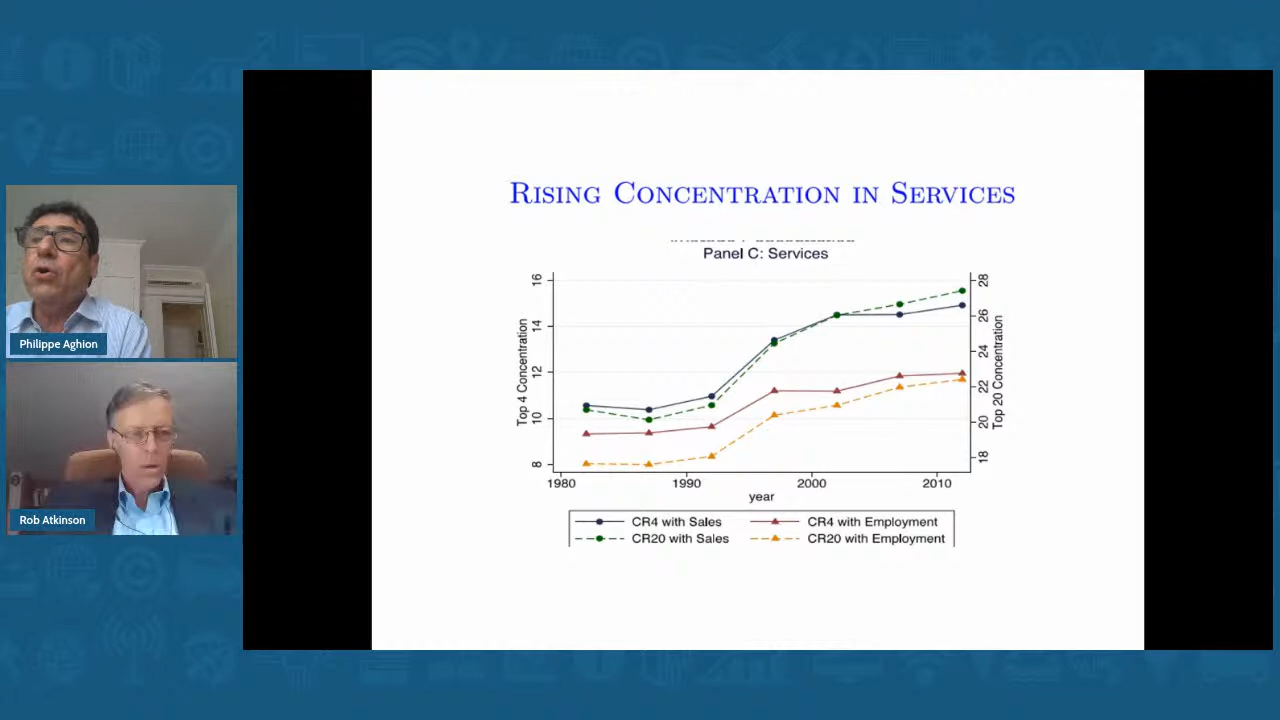 Philippe Aghion
Rob Atkinson
RISING CONCENTRATION IN SERVICES
Panel C: Services
16
14
12
10
8
Top 4 Concentration
28
26
24
22
20
18
Top 20 Concentration
1980
1990
2000
2010
year
CR4 with Sales
CR4 with Employment
CR20 with Sales
CR20 with Employment